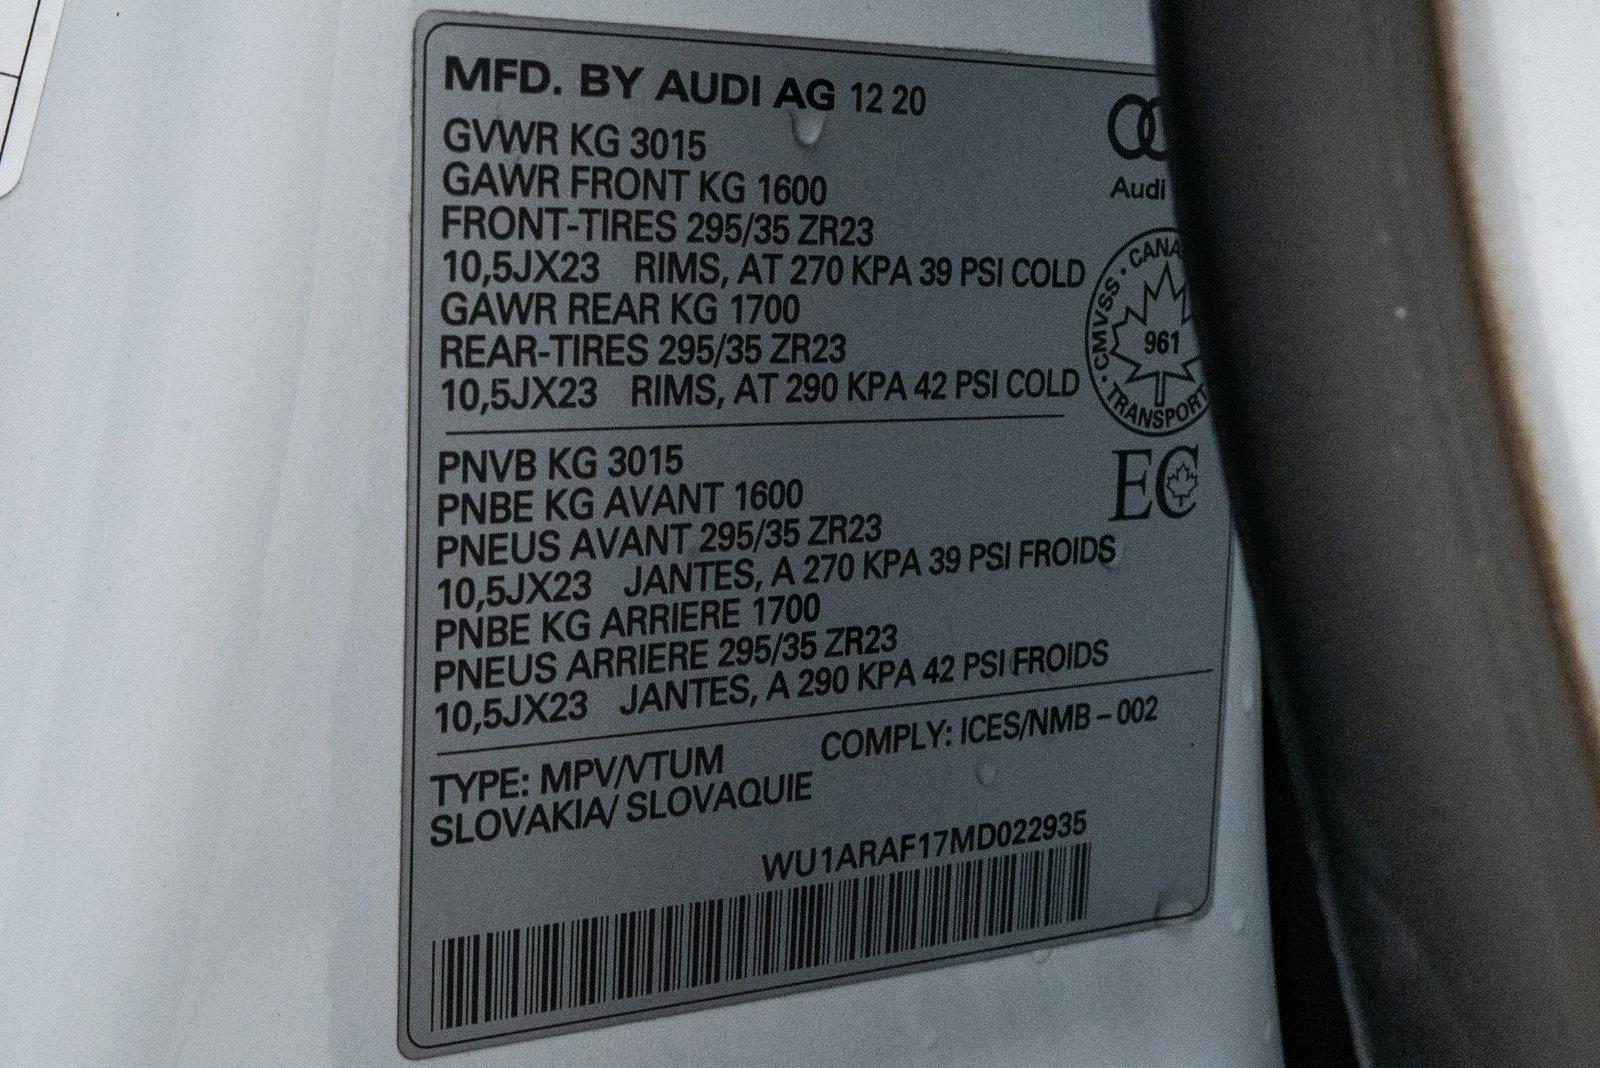 MFD. BY AUDI AG 12 20
GVWR KG 3015
GAWR FRONT KG 1600
FRONT-TIRES 295/35 ZR23
10,5JX23 RIMS, AT 270 KPA 39 PSI COLD
GAWR REAR KG 1700
REAR-TIRES 295/35 ZR23
10,5JX23 RIMS, AT 290 KPA 42 PSI COLD
Audi
CMVSS · CANA
961
TRANSPORT
EC
PNVB KG 3015
PNBE KG AVANT 1600
PNEUS AVANT 295/35 ZR23
10,5JX23 JANTES, A 270 KPA 39 PSI FROIDS
PNBE KG ARRIERE 1700
PNEUS ARRIERE 295/35 ZR23
10,5JX23 JANTES, A 290 KPA 42 PSI FROIDS
TYPE: MPV/VTUM COMPLY: ICES/NMB – 002
SLOVAKIA/ SLOVAQUIE
WU1ARAF17MD022935